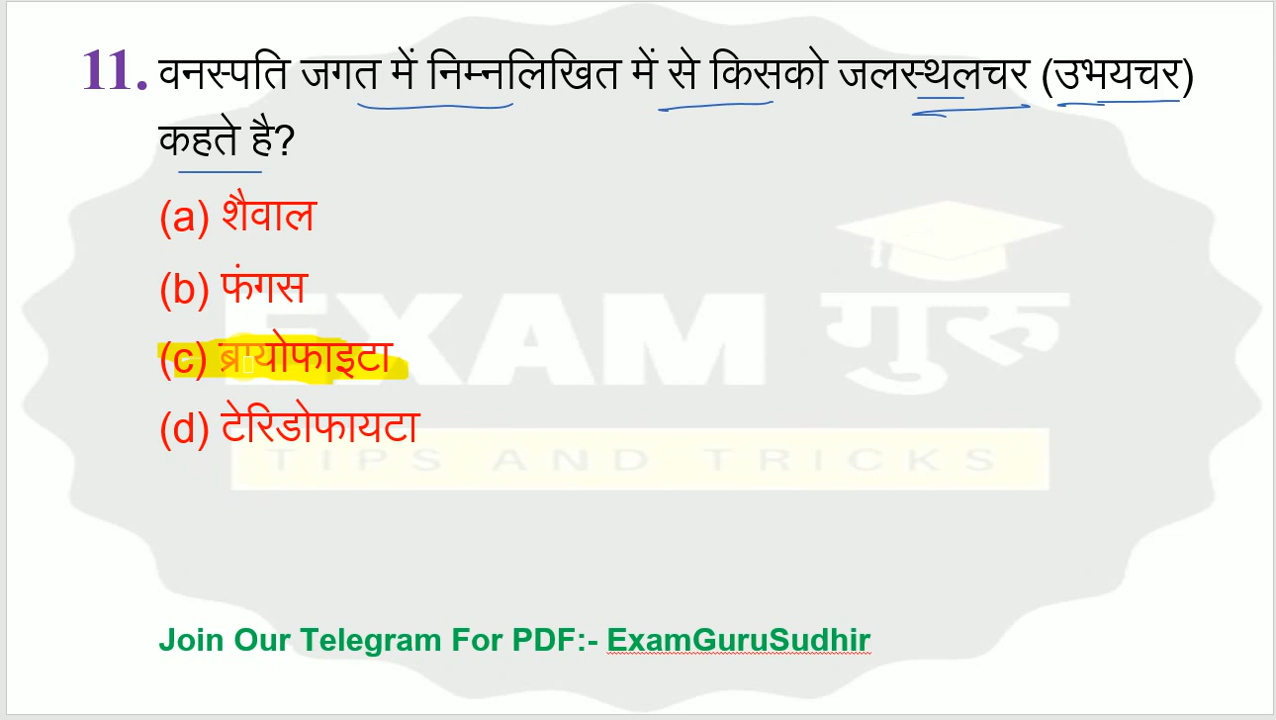 11. वनस्पति जगत में निम्नलिखित में से किसको जलस्थलचर (उभयचर)
कहते है?
(a) शैवाल
(b) फंगस
(c) ब्रायोफाइटा
(d) टेरिडोफायटा
EXAM गुरु
TIPS AND TRICKS
Join Our Telegram For PDF:- ExamGuruSudhir